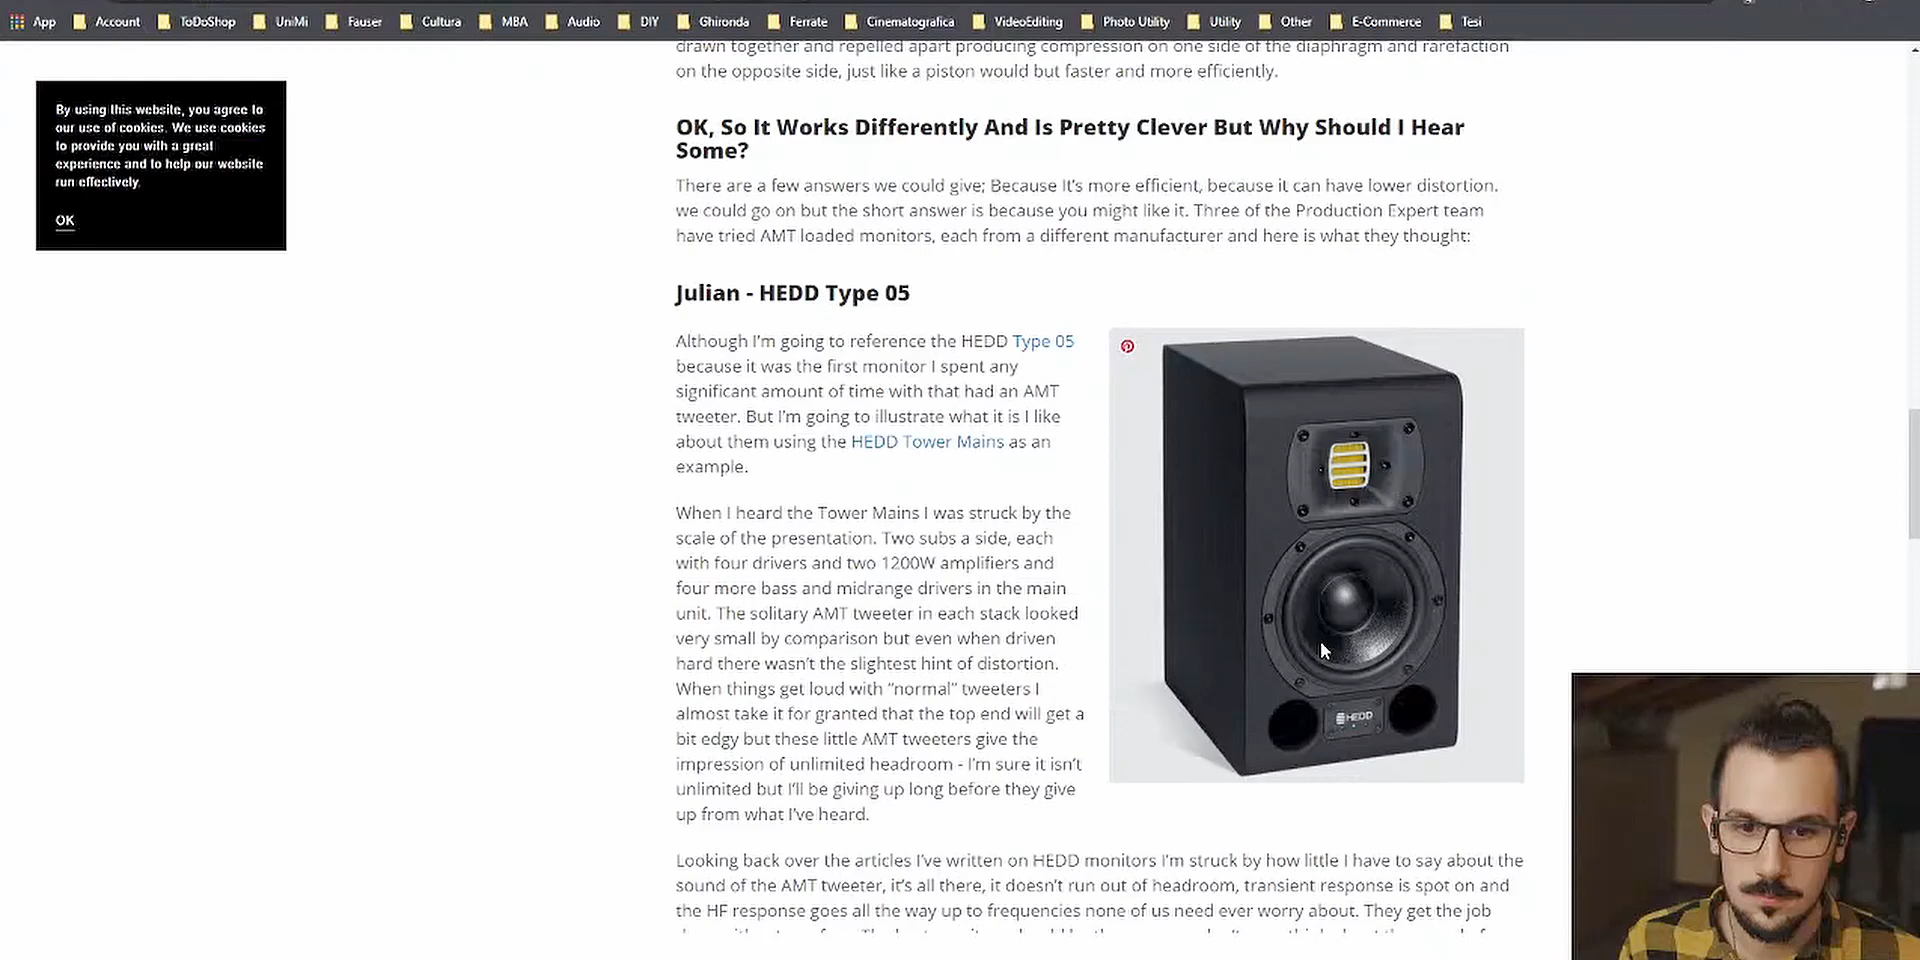 App Account ToDoShop UniMi Fauser Cultura MBA Audio DIY Ghironda Ferrate Cinematografica VideoEditing Photo Utility Utility Other E-Commerce Tesi
drawn together and repelled apart producing compression on one side of the diaphragm and rarefaction
on the opposite side, just like a piston would but faster and more efficiently.
By using this website, you agree to
our use of cookies. We use cookies
to provide you with a great
experience and to help our website
run effectively.
OK
OK, So It Works Differently And Is Pretty Clever But Why Should I Hear
Some?
There are a few answers we could give; Because It's more efficient, because it can have lower distortion.
we could go on but the short answer is because you might like it. Three of the Production Expert team
have tried AMT loaded monitors, each from a different manufacturer and here is what they thought:
Julian - HEDD Type 05
Although I'm going to reference the HEDD Type 05
because it was the first monitor I spent any
significant amount of time with that had an AMT
tweeter. But I'm going to illustrate what it is I like
about them using the HEDD Tower Mains as an
example.
When I heard the Tower Mains I was struck by the
scale of the presentation. Two subs a side, each
with four drivers and two 1200W amplifiers and
four more bass and midrange drivers in the main
unit. The solitary AMT tweeter in each stack looked
very small by comparison but even when driven
hard there wasn't the slightest hint of distortion.
When things get loud with “normal” tweeters I
almost take it for granted that the top end will get a
bit edgy but these little AMT tweeters give the
impression of unlimited headroom - I'm sure it isn't
unlimited but I'll be giving up long before they give
up from what I've heard.
HEDD
Looking back over the articles I've written on HEDD monitors I'm struck by how little I have to say about the
sound of the AMT tweeter, it's all there, it doesn't run out of headroom, transient response is spot on and
the HF response goes all the way up to frequencies none of us need ever worry about. They get the job